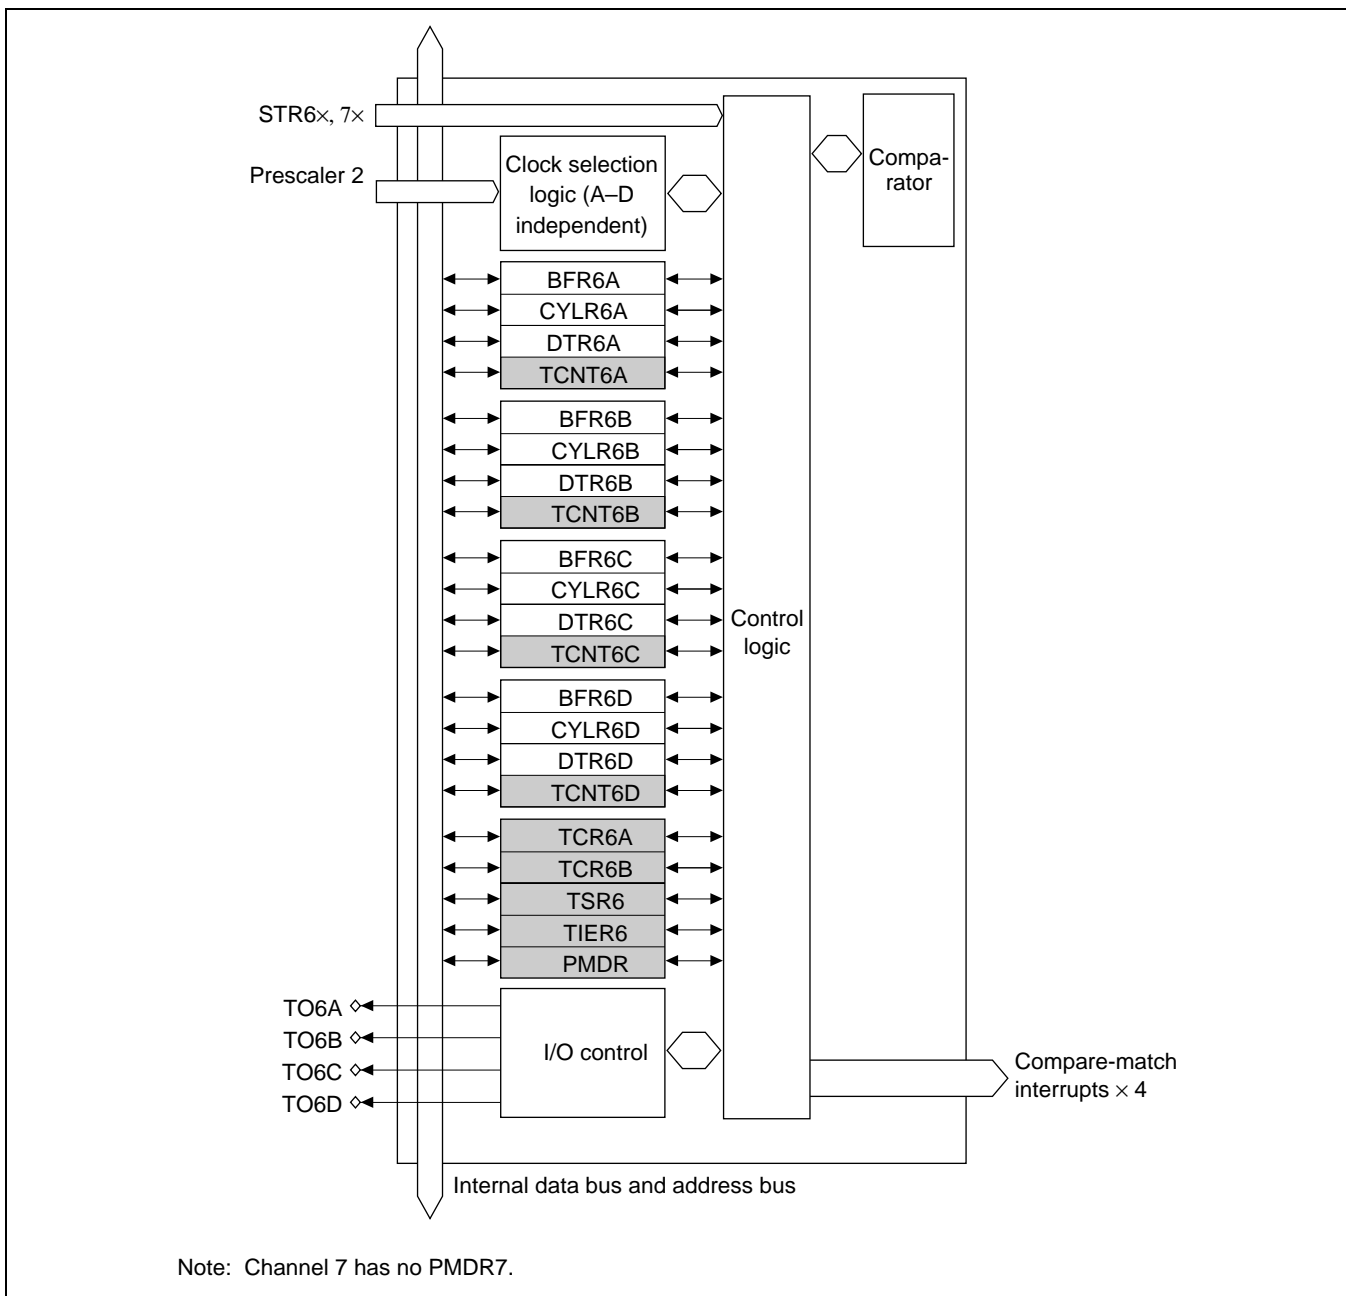 STR6×, 7×
Prescaler 2
Clock selection
logic (A–D
independent)
Compa-
rator
BFR6A
CYLR6A
DTR6A
TCNT6A
BFR6B
CYLR6B
DTR6B
TCNT6B
BFR6C
CYLR6C
DTR6C
TCNT6C
Control
logic
BFR6D
CYLR6D
DTR6D
TCNT6D
TCR6A
TCR6B
TSR6
TIER6
PMDR
TO6A
TO6B
TO6C
TO6D
I/O control
Compare-match
interrupts × 4
Internal data bus and address bus
Note: Channel 7 has no PMDR7.